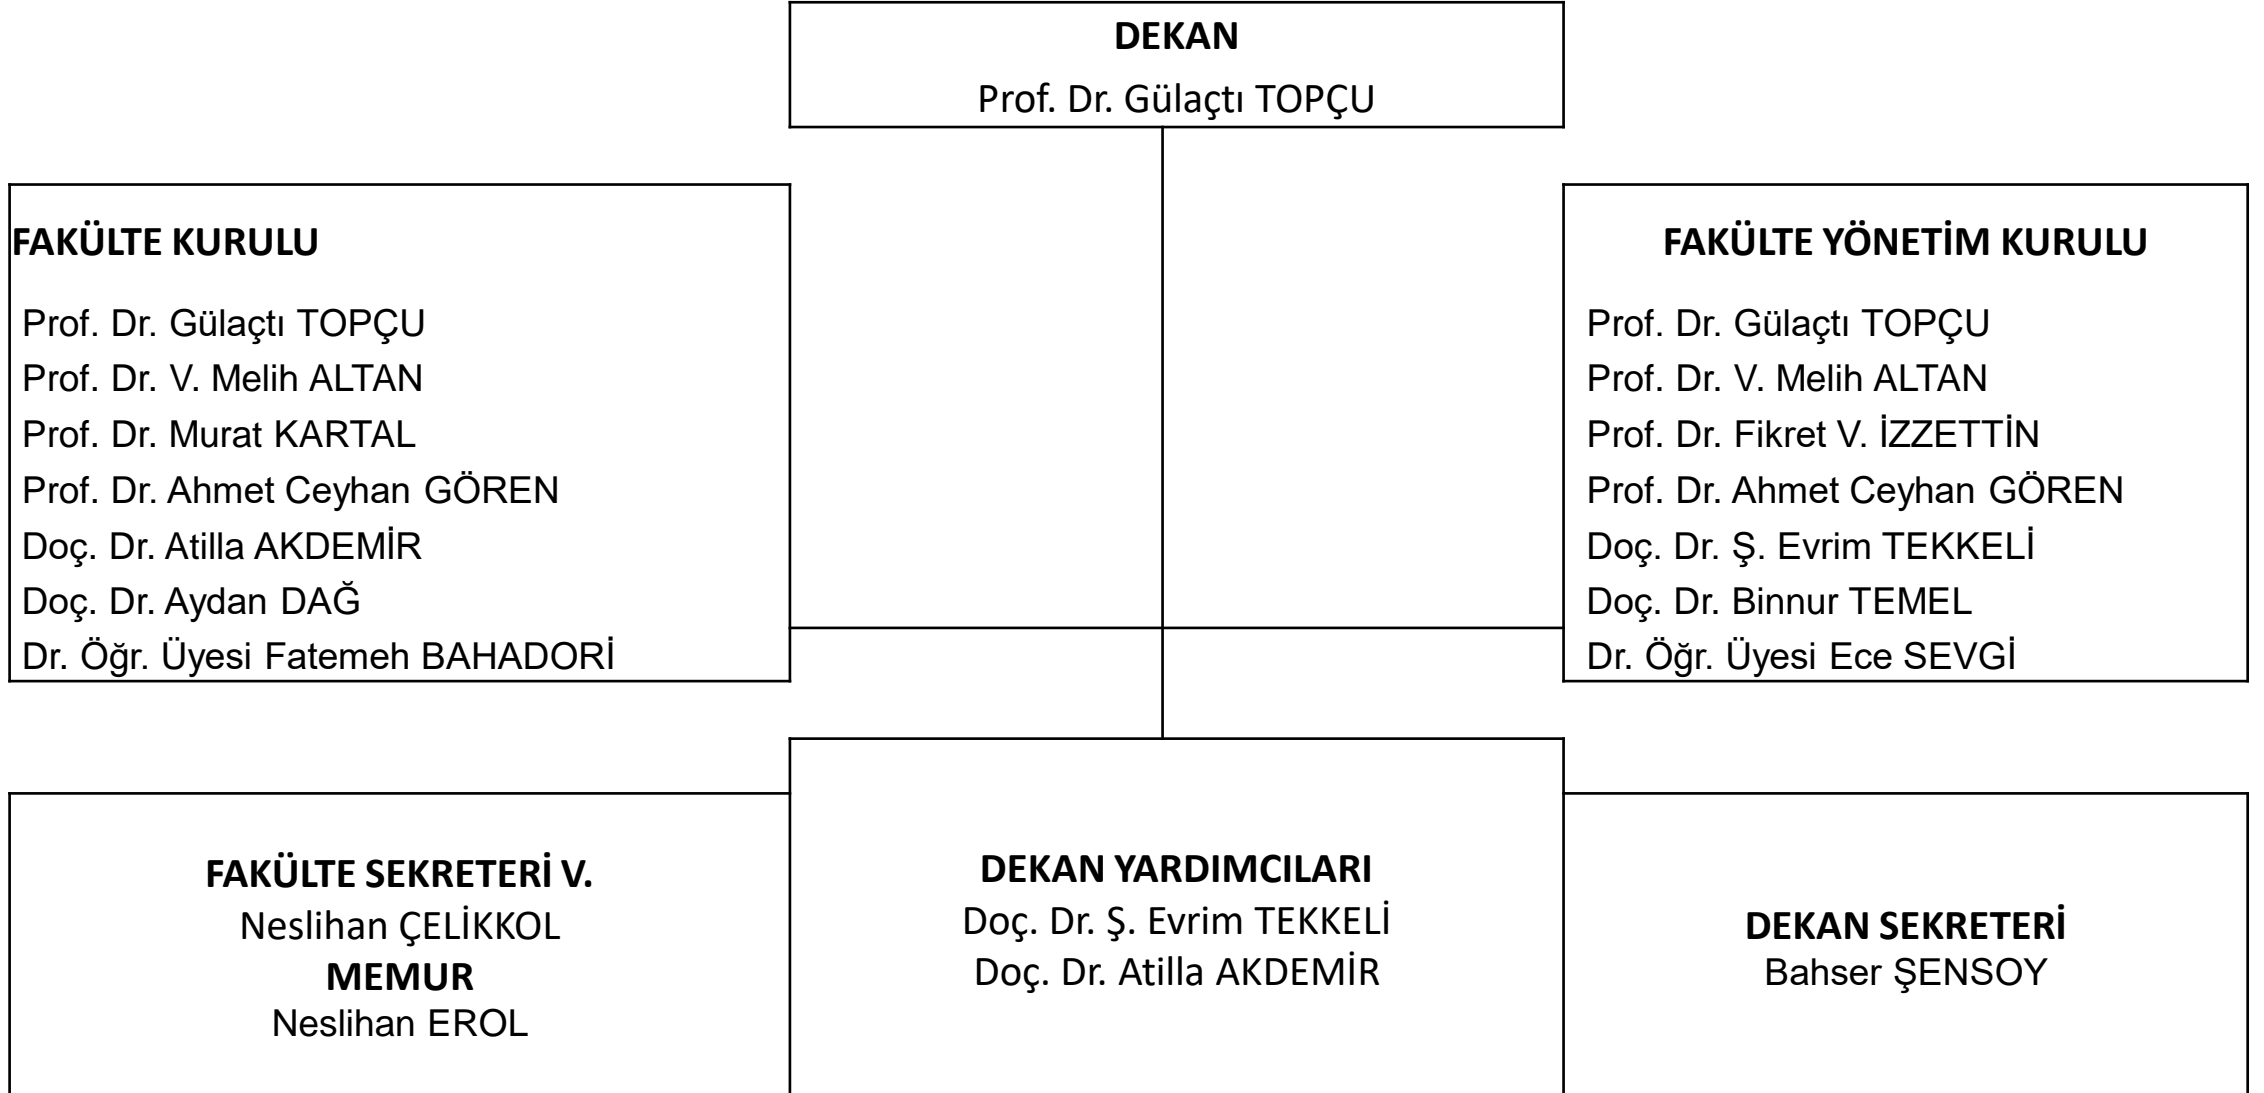 DEKAN
Prof. Dr. Gülaçtı TOPÇU
FAKÜLTE KURULU
Prof. Dr. Gülaçtı TOPÇU
Prof. Dr. V. Melih ALTAN
Prof. Dr. Murat KARTAL
Prof. Dr. Ahmet Ceyhan GÖREN
Doç. Dr. Atilla AKDEMİR
Doç. Dr. Aydan DAĞ
Dr. Öğr. Üyesi Fatemeh BAHADORİ
FAKÜLTE YÖNETİM KURULU
Prof. Dr. Gülaçtı TOPÇU
Prof. Dr. V. Melih ALTAN
Prof. Dr. Fikret V. İZZETTİN
Prof. Dr. Ahmet Ceyhan GÖREN
Doç. Dr. Ş. Evrim TEKKELİ
Doç. Dr. Binnur TEMEL
Dr. Öğr. Üyesi Ece SEVGİ
FAKÜLTE SEKRETERİ V.
Neslihan ÇELİKKOL
MEMUR
Neslihan EROL
DEKAN YARDIMCILARI
Doç. Dr. Ş. Evrim TEKKELİ
Doç. Dr. Atilla AKDEMİR
DEKAN SEKRETERİ
Bahser ŞENSOY